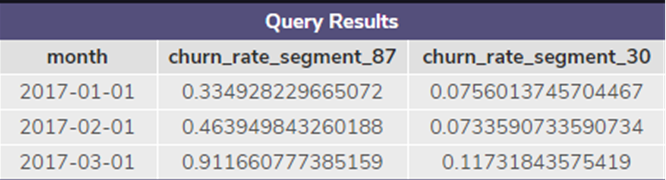 Query Results
month churn_rate_segment_87 churn_rate_segment_30
2017-01-01 0.334928229665072 0.0756013745704467
2017-02-01 0.463949843260188 0.0733590733590734
2017-03-01 0.911660777385159 0.11731843575419